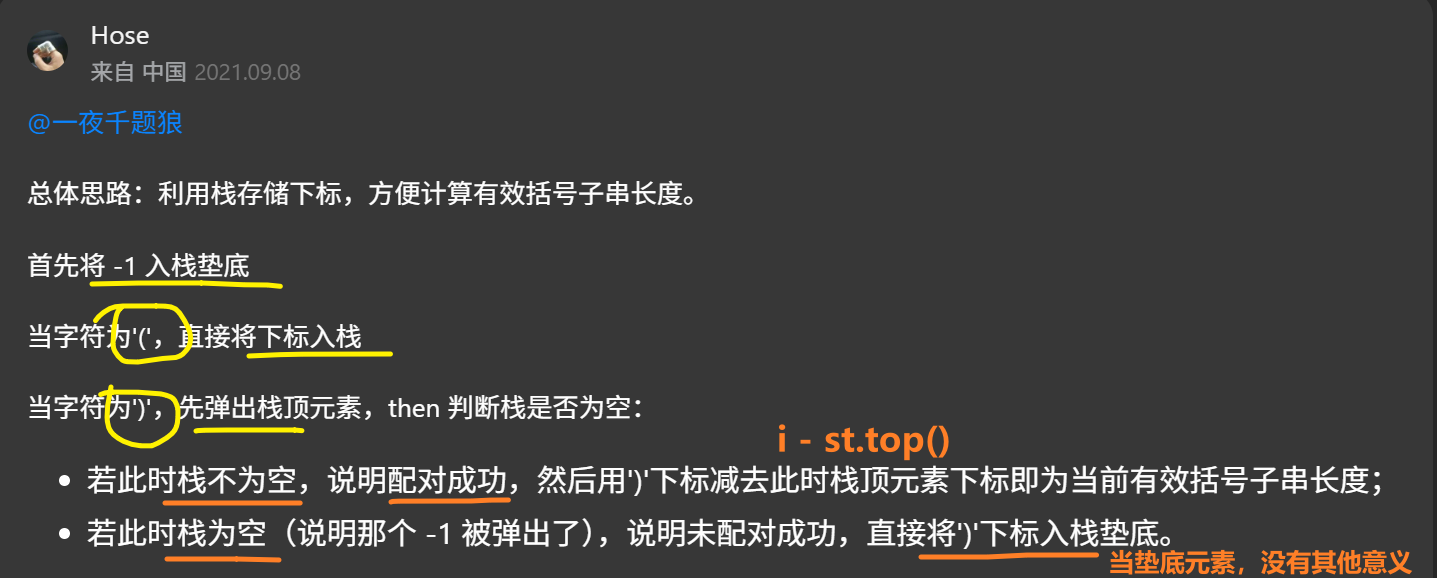 Hose
来自 中国 2021.09.08
@一夜千题狼
总体思路：利用栈存储下标，方便计算有效括号子串长度。
首先将 -1 入栈垫底
当字符为'('，直接将下标入栈
当字符为')'，先弹出栈顶元素，then 判断栈是否为空：
i - st.top()
• 若此时栈不为空，说明配对成功，然后用')'下标减去此时栈顶元素下标即为当前有效括号子串长度；
• 若此时栈为空（说明那个 -1 被弹出了），说明未配对成功，直接将')'下标入栈垫底。
当垫底元素，没有其他意义